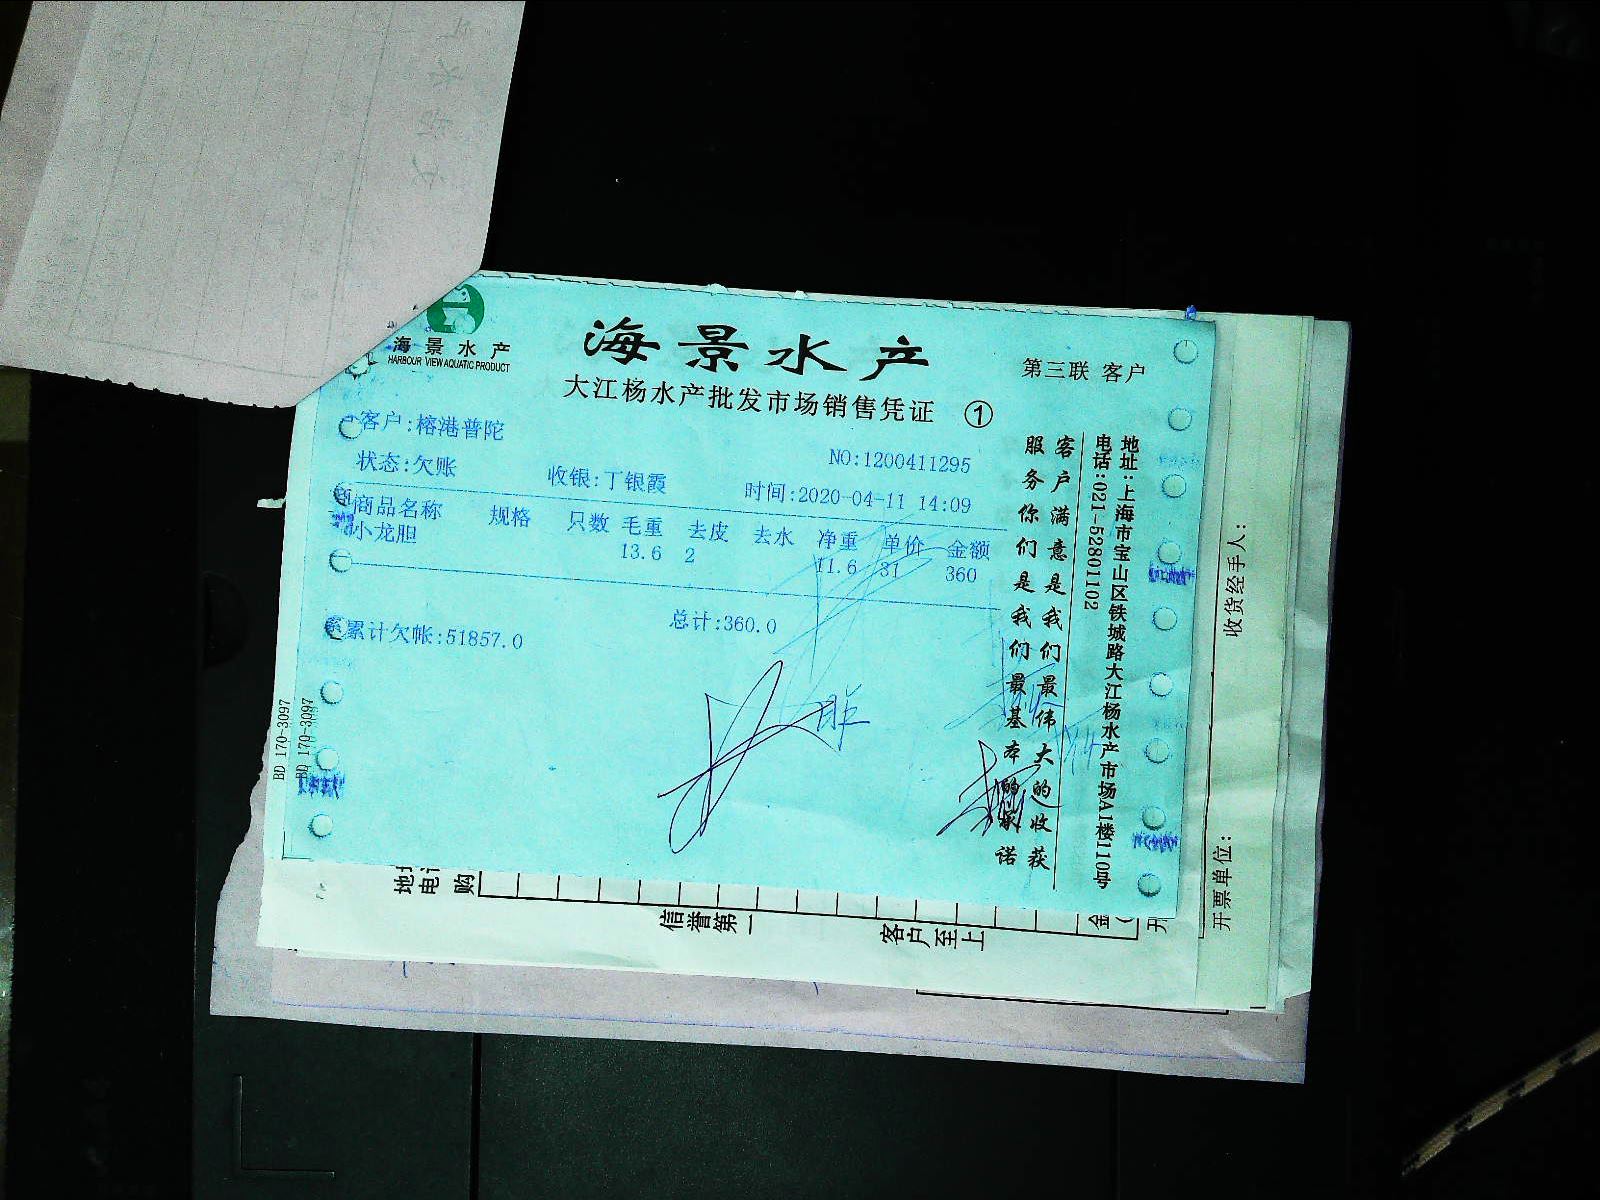 海景水产
HARBOUR VIEW AQUATIC PRODUCT
海景水产
大江杨水产批发市场销售凭证 ①
第三联 客户
客户:榕港普陀
NO:1200411295
状态:欠账 收银:丁银霞 时间:2020-04-11 14:09
商品名称 规格 只数 毛重 去皮 去水 净重 单价 金额
小龙胆 13.6 2 11.6 31 360
累计欠帐:51857.0 总计:360.0
客户满意是我们最伟大的收获
服务你们是我们最基本的承诺
地址:上海市宝山区铁城路大江杨水产市场A1楼110号
电话:021-52801102
BD 170-3097
BD 170-3097
收货经手人:
开票单位:
购
信誉第一
客户至上